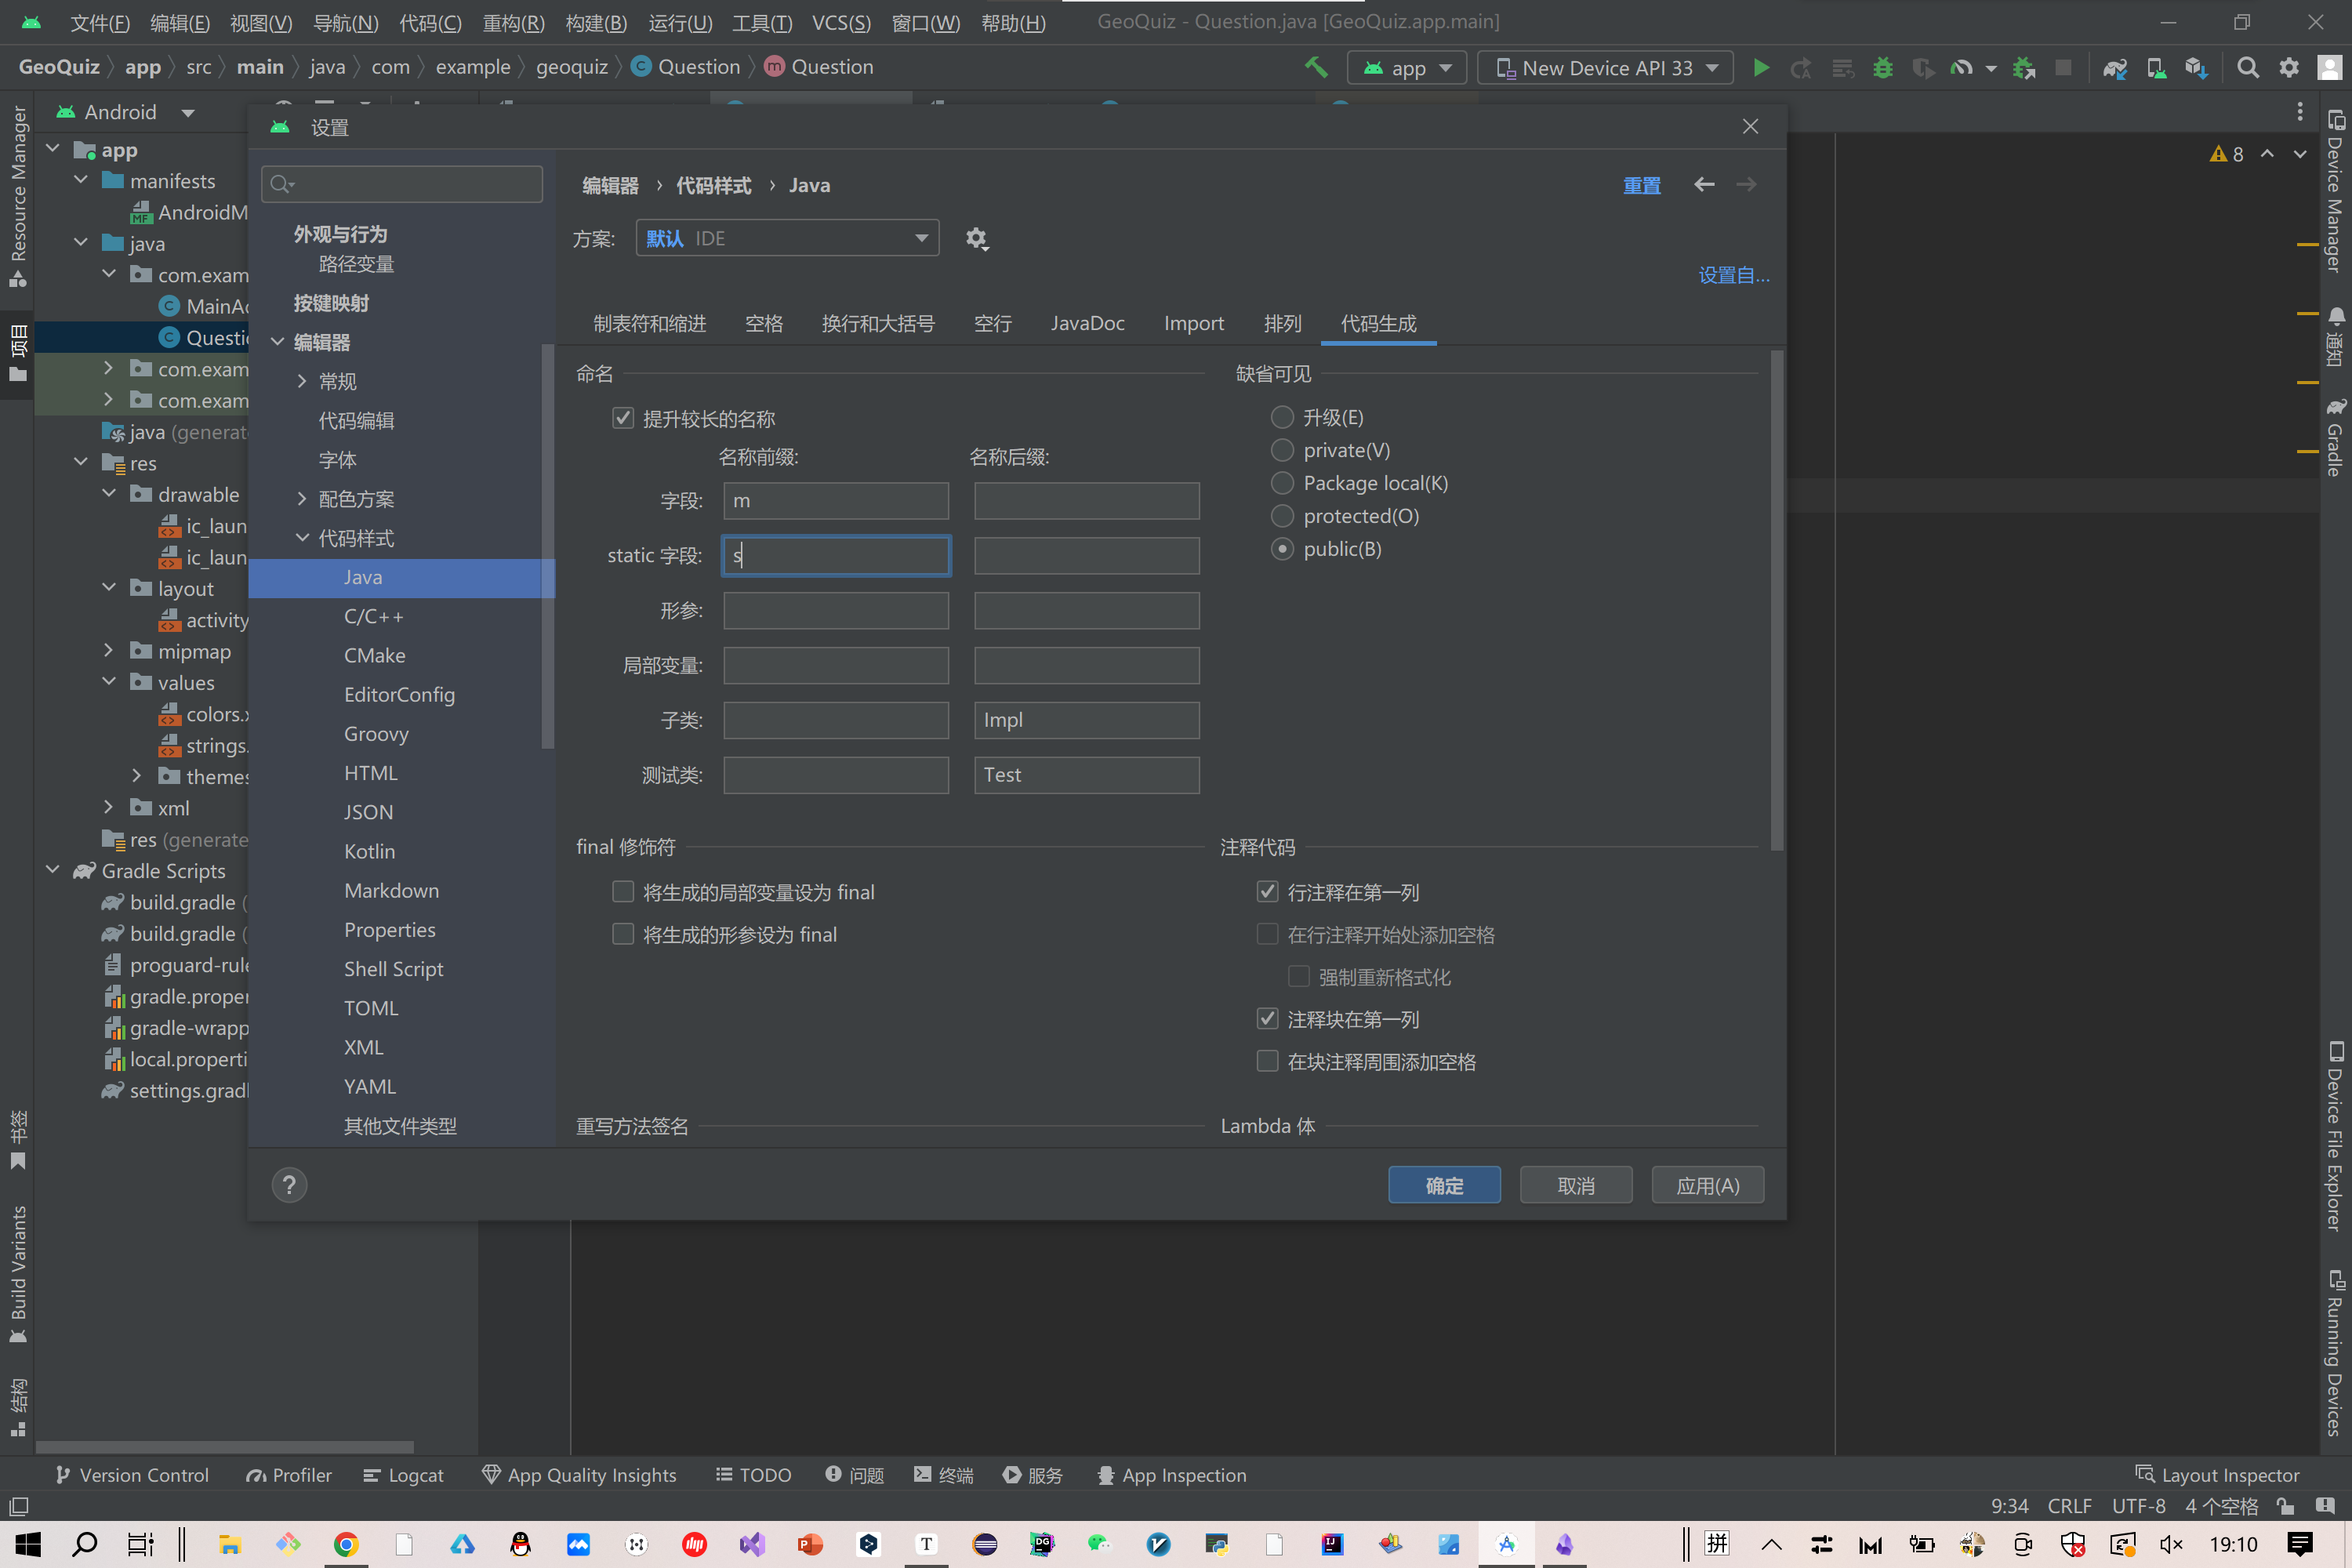 文件(F) 编辑(E) 视图(V) 导航(N) 代码(C) 重构(R) 构建(B) 运行(U) 工具(T) VCS(S) 窗口(W) 帮助(H) GeoQuiz - Question.java [GeoQuiz.app.main]
GeoQuiz app src main java com example geoquiz Question Question app New Device API 33
Resource Manager
项目
书签
Build Variants
结构
Android
app
manifests
AndroidM
java
com.exam
MainAc
Questio
com.exam
com.exam
java (generate
res
drawable
ic_laun
ic_laun
layout
activity
mipmap
values
colors.x
strings.
themes
xml
res (generate
Gradle Scripts
build.gradle (
build.gradle (
proguard-rule
gradle.proper
gradle-wrapp
local.properti
settings.gradl
设置
外观与行为
路径变量
按键映射
编辑器
常规
代码编辑
字体
配色方案
代码样式
Java
C/C++
CMake
EditorConfig
Groovy
HTML
JSON
Kotlin
Markdown
Properties
Shell Script
TOML
XML
YAML
其他文件类型
编辑器 › 代码样式 › Java 重置
方案: 默认 IDE
设置自...
制表符和缩进 空格 换行和大括号 空行 JavaDoc Import 排列 代码生成
命名
提升较长的名称
名称前缀: 名称后缀:
字段: m
static 字段: s
形参:
局部变量:
子类: Impl
测试类: Test
缺省可见
升级(E)
private(V)
Package local(K)
protected(O)
public(B)
final 修饰符
将生成的局部变量设为 final
将生成的形参设为 final
注释代码
行注释在第一列
在行注释开始处添加空格
强制重新格式化
注释块在第一列
在块注释周围添加空格
重写方法签名 Lambda 体
? 确定 取消 应用(A)
8
Device Manager
通知
Gradle
Device File Explorer
Running Devices
Version Control Profiler Logcat App Quality Insights TODO 问题 终端 服务 App Inspection Layout Inspector
9:34 CRLF UTF-8 4 个空格
拼 19:10